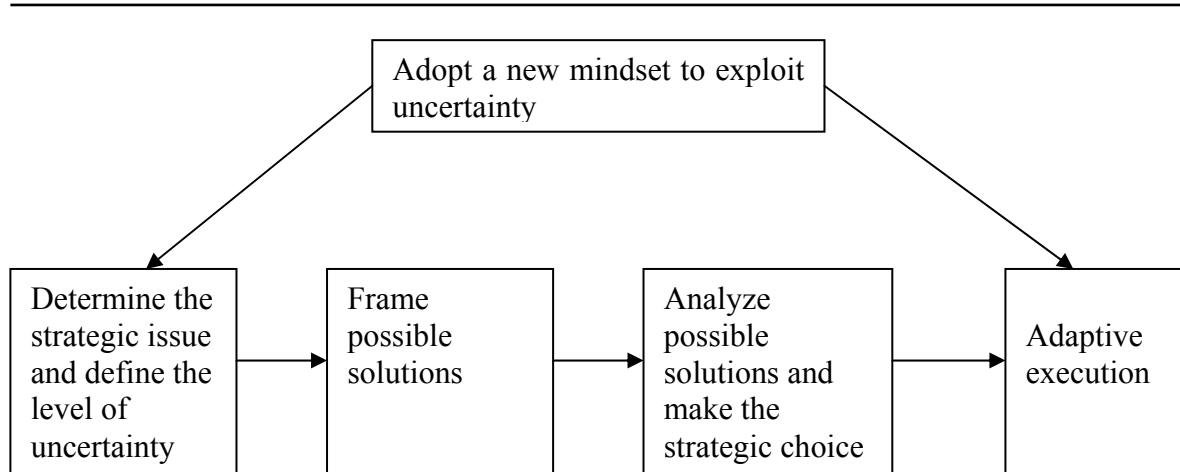 Adopt a new mindset to exploit
uncertainty
Determine the
strategic issue
and define the
level of
uncertainty
Frame
possible
solutions
Analyze
possible
solutions and
make the
strategic choice
Adaptive
execution